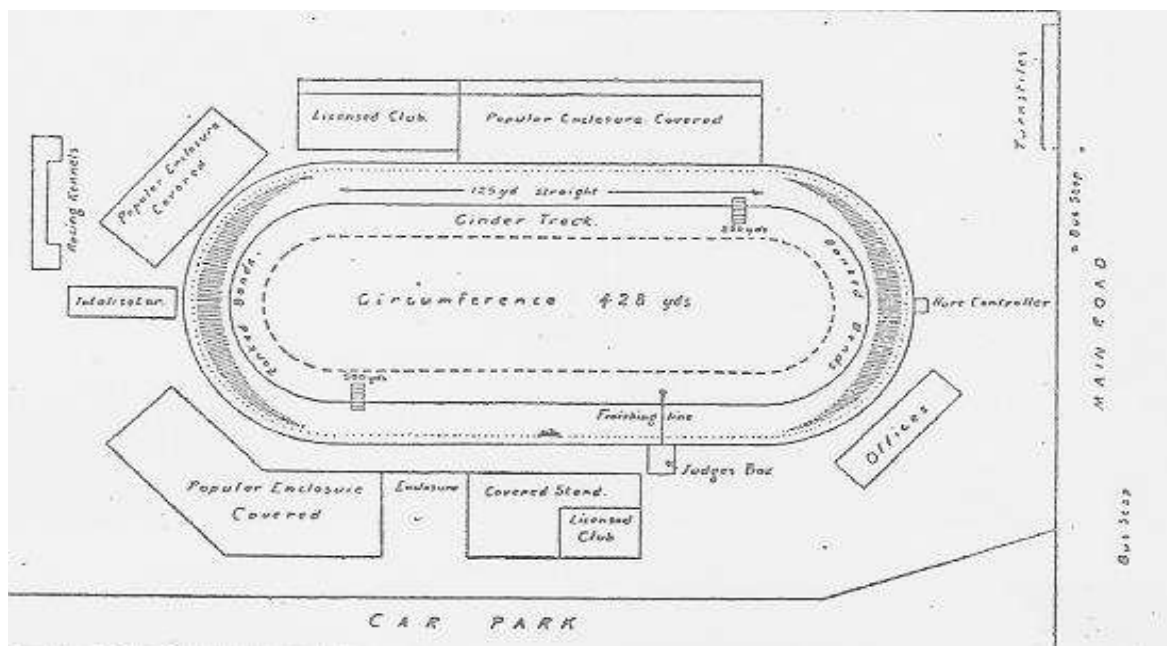 Turnstiles
Licensed Club.
Popular Enclosure Covered
Popular Enclosure
Covered
Racing Kennels
125 yd straight
Cinder Track.
Bus Stop
Banked
Bends.
Banked
Bends
Totalisator.
Circumference 428 yds
Hare Controller
MAIN ROAD
500 yds
Finishing line
Offices
Judges Box
Popular Enclosure
Covered
Enclosure
Covered Stand.
Licensed
Club
Bus Stop
CAR PARK